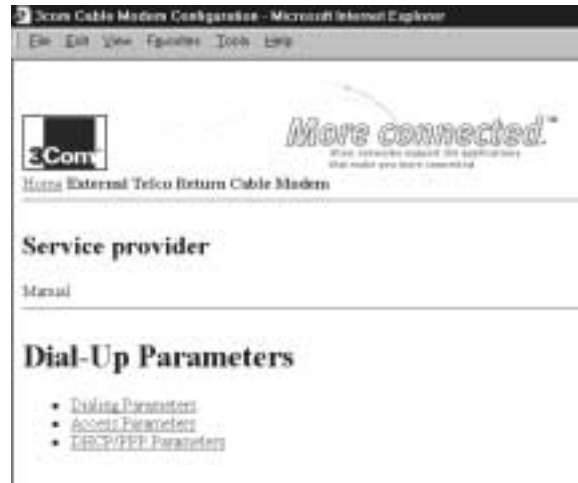 3com Cable Modem Configuration - Microsoft Internet Explorer
File Edit View Favorites Tools Help
3Com
More connected.™
Home External Telco Return Cable Modem
Service provider
Manual
Dial-Up Parameters
• Dialing Parameters
• Access Parameters
• DHCP/PPP Parameters